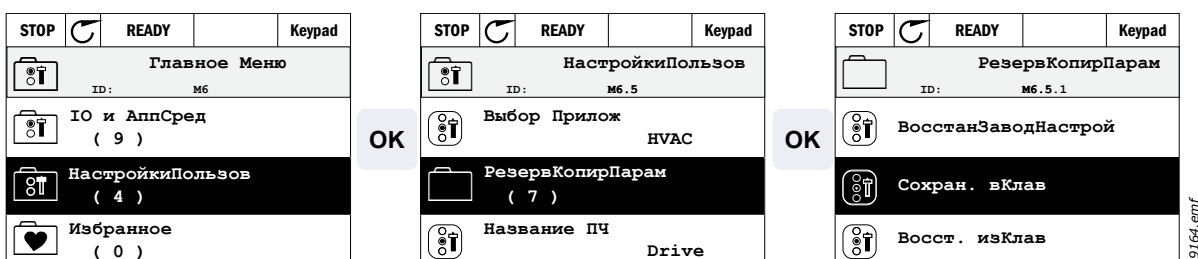 STOP READY Keypad
Главное Меню
ID: M6
IO и АппСред
( 9 )
НастройкиПользов
( 4 )
Избранное
( 0 )
OK
STOP READY Keypad
НастройкиПользов
ID: M6.5
Выбор Прилож
HVAC
РезервКопирПарам
( 7 )
Название ПЧ
Drive
OK
STOP READY Keypad
РезервКопирПарам
ID: M6.5.1
ВосстанЗаводНастрой
Сохран. вКлав
Восст. изКлав
9164.emf